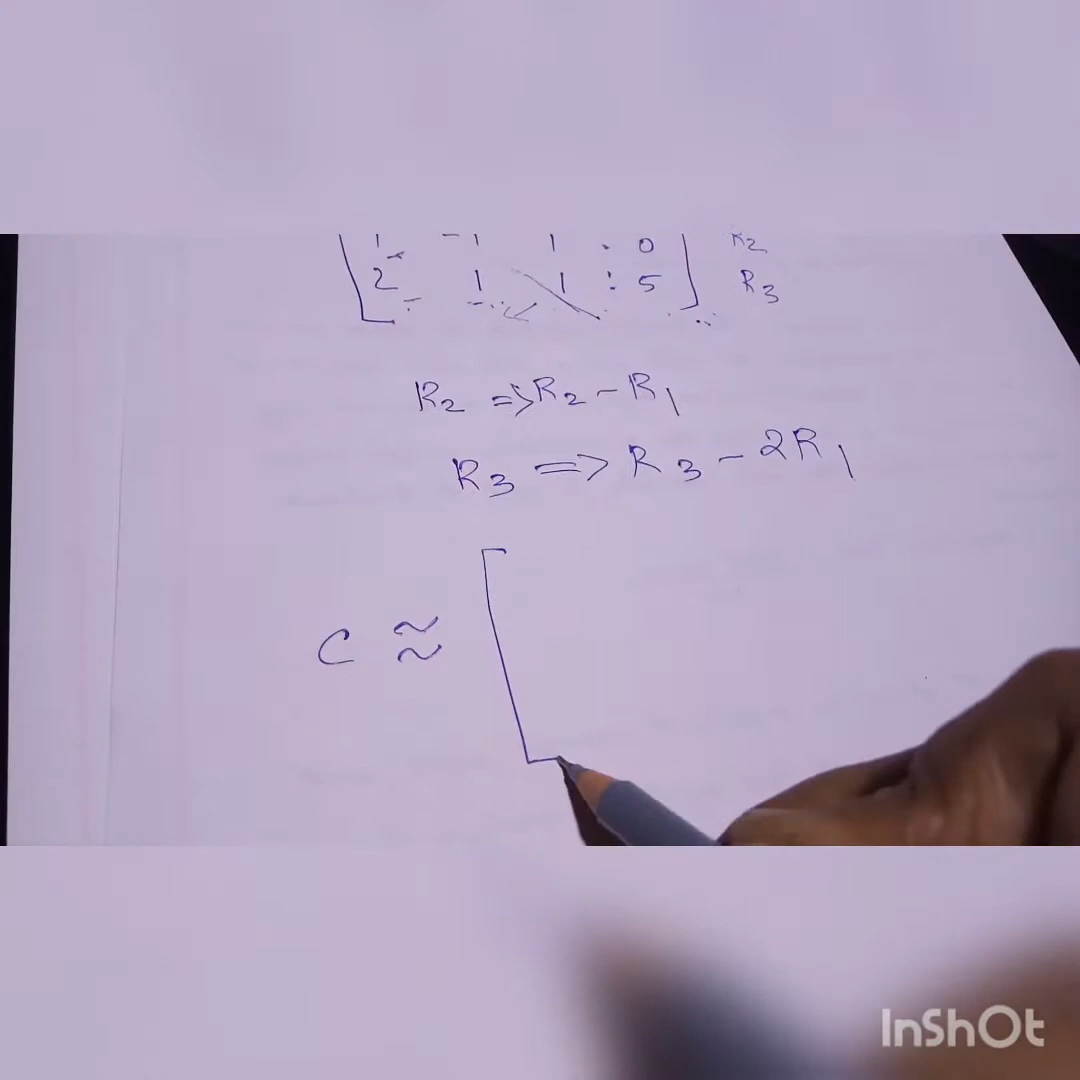 1 -1 1 : 0 R2
2 1 1 : 5 R3
R2 => R2 - R1
R3 => R3 - 2R1
C ≈
InShOt